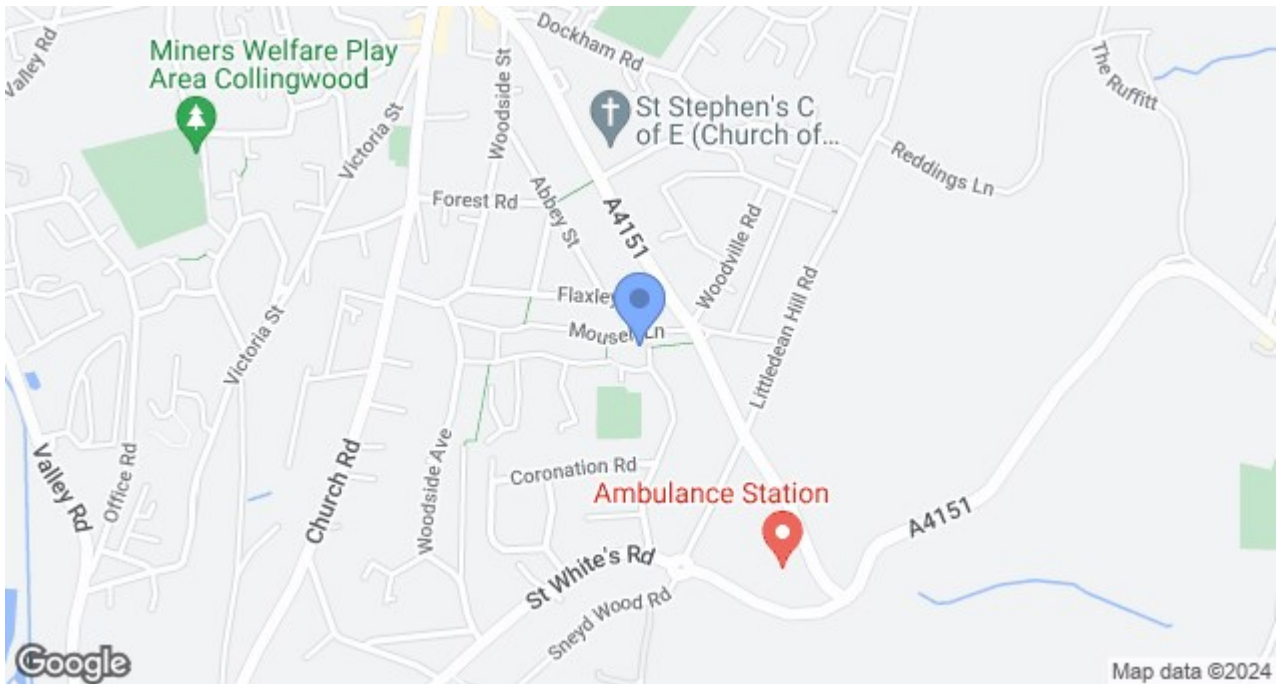 Valley Rd
Miners Welfare Play
Area Collingwood
Victoria St
Woodside St
Dockham Rd
St Stephen's C
of E (Church of...
The Ruffitt
Reddings Ln
Abbey St
Forest Rd
A4151
Woodville Rd
Flaxley
Ln
Littledean Hill Rd
Victoria St
Valley Rd
Office Rd
Church Rd
Woodside Ave
Coronation Rd
Ambulance Station
A4151
St White's Rd
Sneyd Wood Rd
Google
Map data ©2024